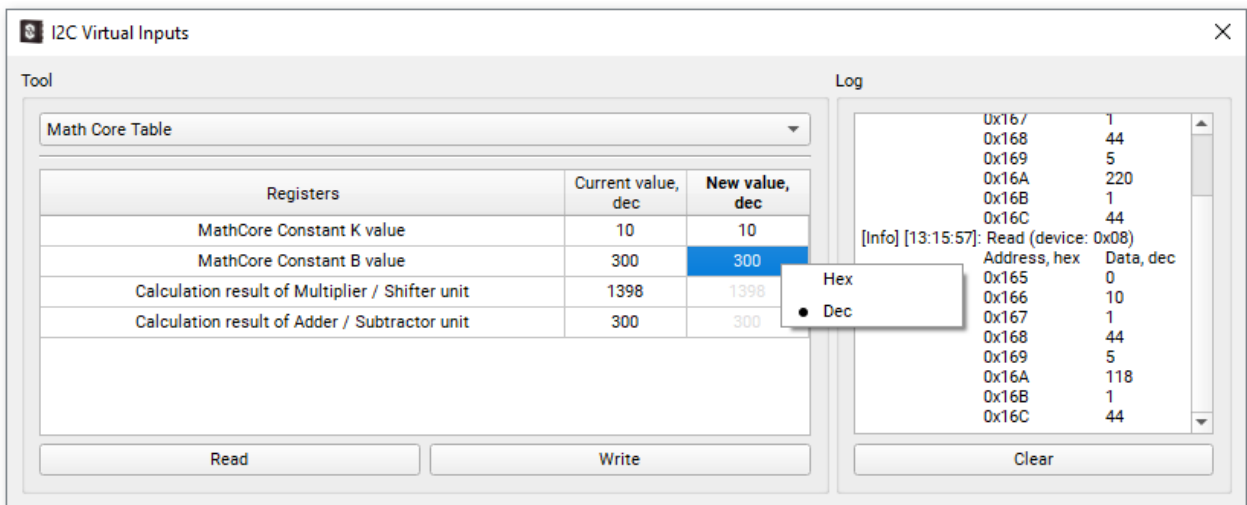 I2C Virtual Inputs
Tool
Math Core Table
Registers Current value, dec New value, dec
MathCore Constant K value 10 10
MathCore Constant B value 300 300
Calculation result of Multiplier / Shifter unit 1398 1398
Calculation result of Adder / Subtractor unit 300 300
Hex
Dec
Read Write
Log
0x167 1
0x168 44
0x169 5
0x16A 220
0x16B 1
0x16C 44
[Info] [13:15:57]: Read (device: 0x08)
Address, hex Data, dec
0x165 0
0x166 10
0x167 1
0x168 44
0x169 5
0x16A 118
0x16B 1
0x16C 44
Clear